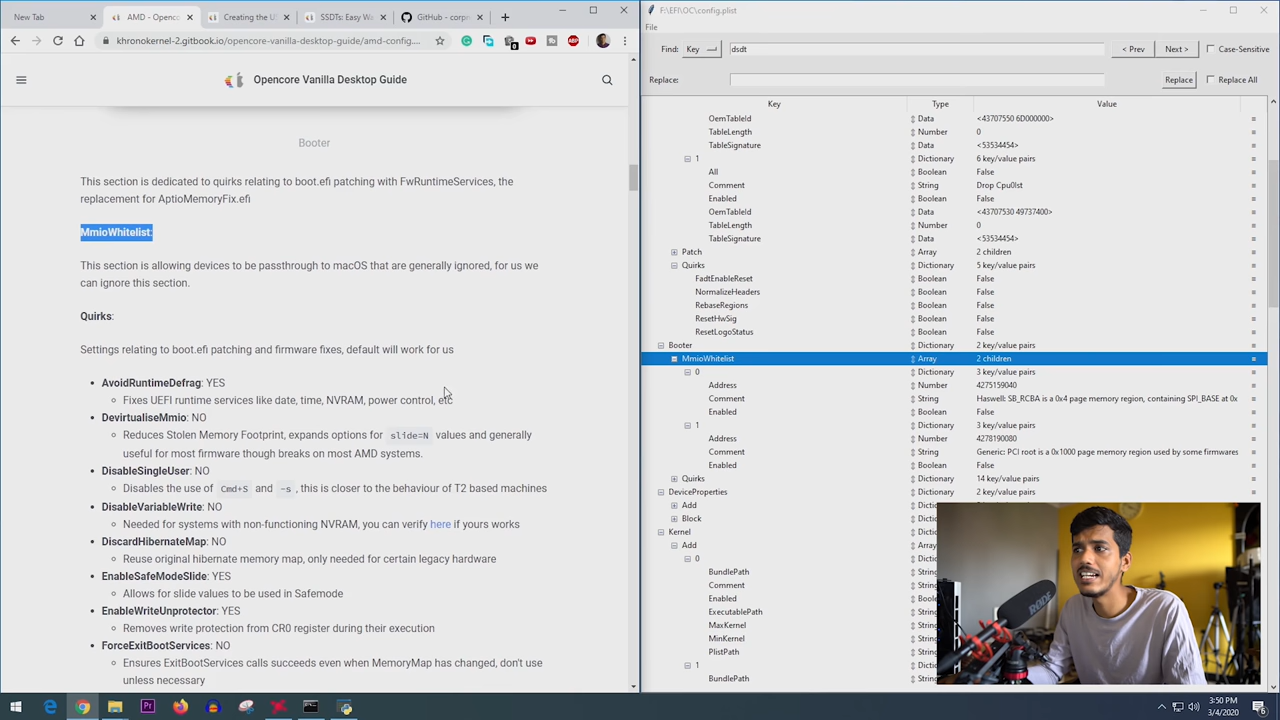 New Tab
AMD - Openco
Creating the U
SSDTs: Easy Wa
GitHub - corpn
khronokernel-2.gitbook.io/opencore-vanilla-desktop-guide/amd-config....
Opencore Vanilla Desktop Guide
Booter
This section is dedicated to quirks relating to boot.efi patching with FwRuntimeServices, the
replacement for AptioMemoryFix.efi
MmioWhitelist:
This section is allowing devices to be passthrough to macOS that are generally ignored, for us we
can ignore this section.
Quirks:
Settings relating to boot.efi patching and firmware fixes, default will work for us
• AvoidRuntimeDefrag: YES
Fixes UEFI runtime services like date, time, NVRAM, power control, etc
• DevirtualiseMmio: NO
Reduces Stolen Memory Footprint, expands options for slide=N values and generally
useful for most firmware though breaks on most AMD systems.
• DisableSingleUser: NO
Disables the use of Cmd+S and -s , this is closer to the behaviour of T2 based machines
• DisableVariableWrite: NO
Needed for systems with non-functioning NVRAM, you can verify here if yours works
• DiscardHibernateMap: NO
Reuse original hibernate memory map, only needed for certain legacy hardware
• EnableSafeModeSlide: YES
Allows for slide values to be used in Safemode
• EnableWriteUnprotector: YES
Removes write protection from CR0 register during their execution
• ForceExitBootServices: NO
Ensures ExitBootServices calls succeeds even when MemoryMap has changed, don't use
unless necessary
F:\EFI\OC\config.plist
File
Find: Key dsdt < Prev Next > Case-Sensitive
Replace: Replace Replace All
Key Type Value
OemTableId Data <43707550 6D000000>
TableLength Number 0
TableSignature Data <53534454>
1 Dictionary 6 key/value pairs
All Boolean False
Comment String Drop Cpu0Ist
Enabled Boolean False
OemTableId Data <43707530 49737400>
TableLength Number 0
TableSignature Data <53534454>
Patch Array 2 children
Quirks Dictionary 5 key/value pairs
FadtEnableReset Boolean False
NormalizeHeaders Boolean False
RebaseRegions Boolean False
ResetHwSig Boolean False
ResetLogoStatus Boolean False
Booter Dictionary 2 key/value pairs
MmioWhitelist Array 2 children
0 Dictionary 3 key/value pairs
Address Number 4275159040
Comment String Haswell: SB_RCBA is a 0x4 page memory region, containing SPI_BASE at 0x
Enabled Boolean False
1 Dictionary 3 key/value pairs
Address Number 4278190080
Comment String Generic: PCI root is a 0x1000 page memory region used by some firmwares
Enabled Boolean False
Quirks Dictionary 14 key/value pairs
DeviceProperties Dictionary 2 key/value pairs
Add Dictio
Block Dictio
Kernel Dictio
Add Array
0 Dictio
BundlePath String
Comment String
Enabled Boole
ExecutablePath String
MaxKernel String
MinKernel String
PlistPath String
1 Dictio
BundlePath String
RODE
3:50 PM
3/4/2020